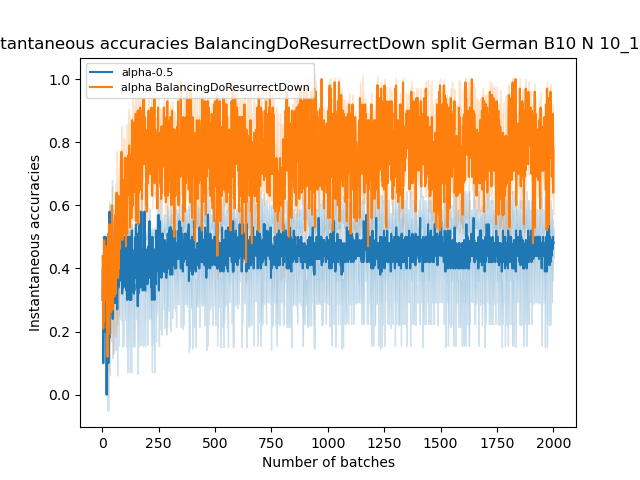 tantaneous accuracies BalancingDoResurrectDown split German B10 N 10_1
alpha-0.5
alpha BalancingDoResurrectDown
1.0
0.8
0.6
0.4
0.2
0.0
Instantaneous accuracies
0 250 500 750 1000 1250 1500 1750 2000
Number of batches